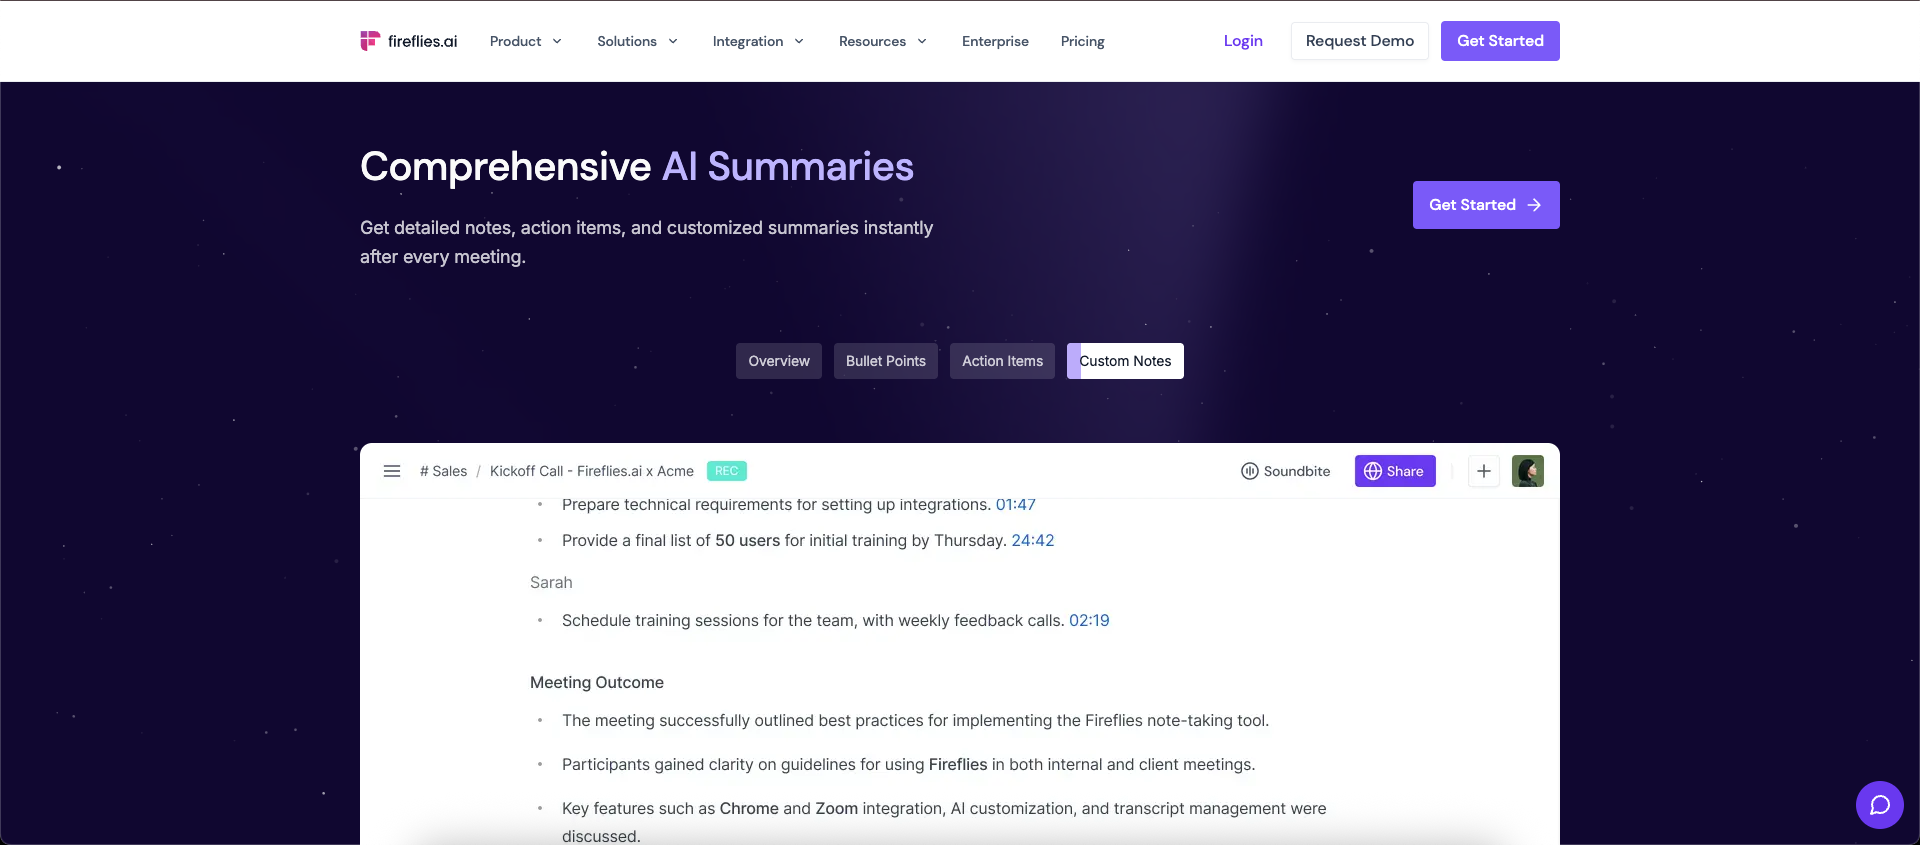 fireflies.ai Product Solutions Integration Resources Enterprise Pricing Login Request Demo Get Started
Comprehensive AI Summaries
Get detailed notes, action items, and customized summaries instantly
after every meeting.
Get Started
Overview Bullet Points Action Items Custom Notes
# Sales / Kickoff Call - Fireflies.ai x Acme REC Soundbite Share
Prepare technical requirements for setting up integrations. 01:47
Provide a final list of 50 users for initial training by Thursday. 24:42
Sarah
Schedule training sessions for the team, with weekly feedback calls. 02:19
Meeting Outcome
The meeting successfully outlined best practices for implementing the Fireflies note-taking tool.
Participants gained clarity on guidelines for using Fireflies in both internal and client meetings.
Key features such as Chrome and Zoom integration, AI customization, and transcript management were
discussed.